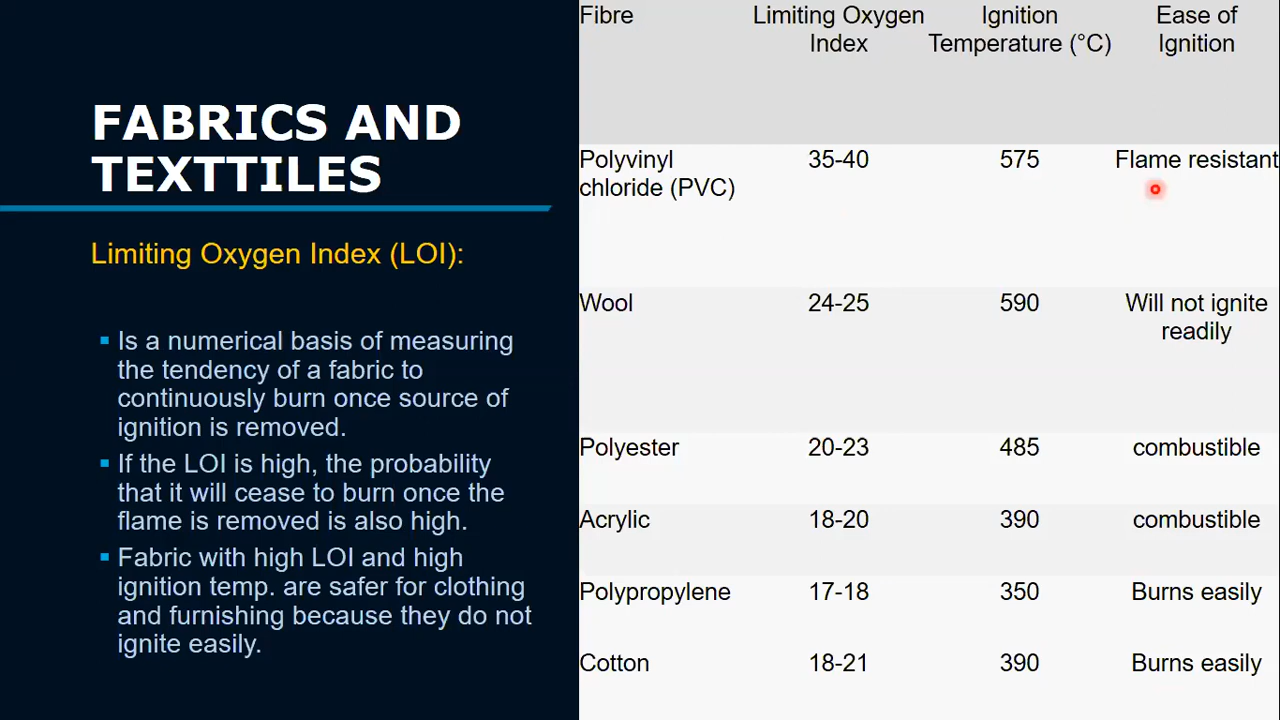 FABRICS AND
TEXTTILES
Limiting Oxygen Index (LOI):
▪ Is a numerical basis of measuring
the tendency of a fabric to
continuously burn once source of
ignition is removed.
▪ If the LOI is high, the probability
that it will cease to burn once the
flame is removed is also high.
▪ Fabric with high LOI and high
ignition temp. are safer for clothing
and furnishing because they do not
ignite easily.
Fibre Limiting Oxygen Ignition Ease of
Index Temperature (°C) Ignition
Polyvinyl 35-40 575 Flame resistant
chloride (PVC)
Wool 24-25 590 Will not ignite
readily
Polyester 20-23 485 combustible
Acrylic 18-20 390 combustible
Polypropylene 17-18 350 Burns easily
Cotton 18-21 390 Burns easily